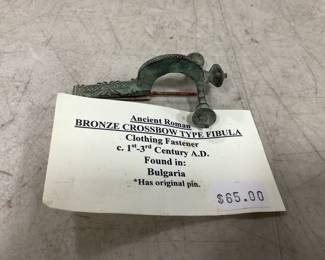 Ancient Roman
BRONZE CROSSBOW TYPE FIBULA
Clothing Fastener
c. 1st-3rd Century A.D.
Found in:
Bulgaria
*Has original pin.
$65.00